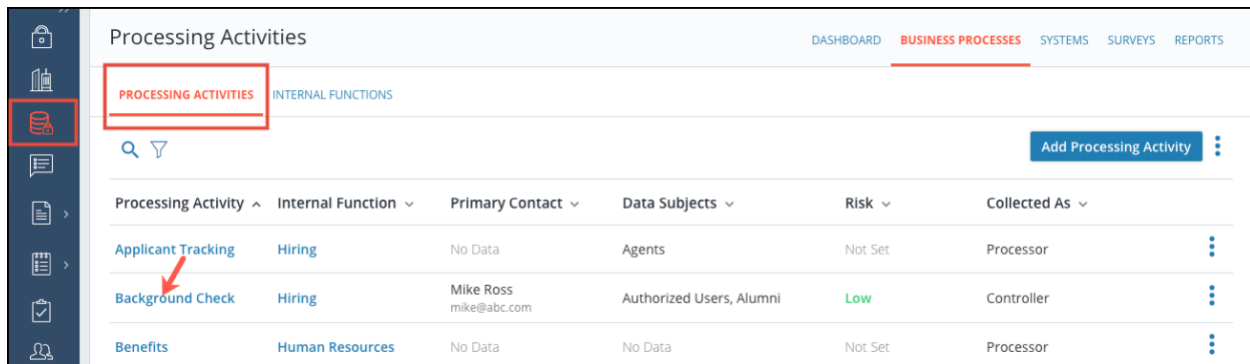 Processing Activities
DASHBOARD BUSINESS PROCESSES SYSTEMS SURVEYS REPORTS
PROCESSING ACTIVITIES INTERNAL FUNCTIONS
Add Processing Activity
Processing Activity Internal Function Primary Contact Data Subjects Risk Collected As
Applicant Tracking Hiring No Data Agents Not Set Processor
Background Check Hiring Mike Ross Authorized Users, Alumni Low Controller
mike@abc.com
Benefits Human Resources No Data No Data Not Set Processor